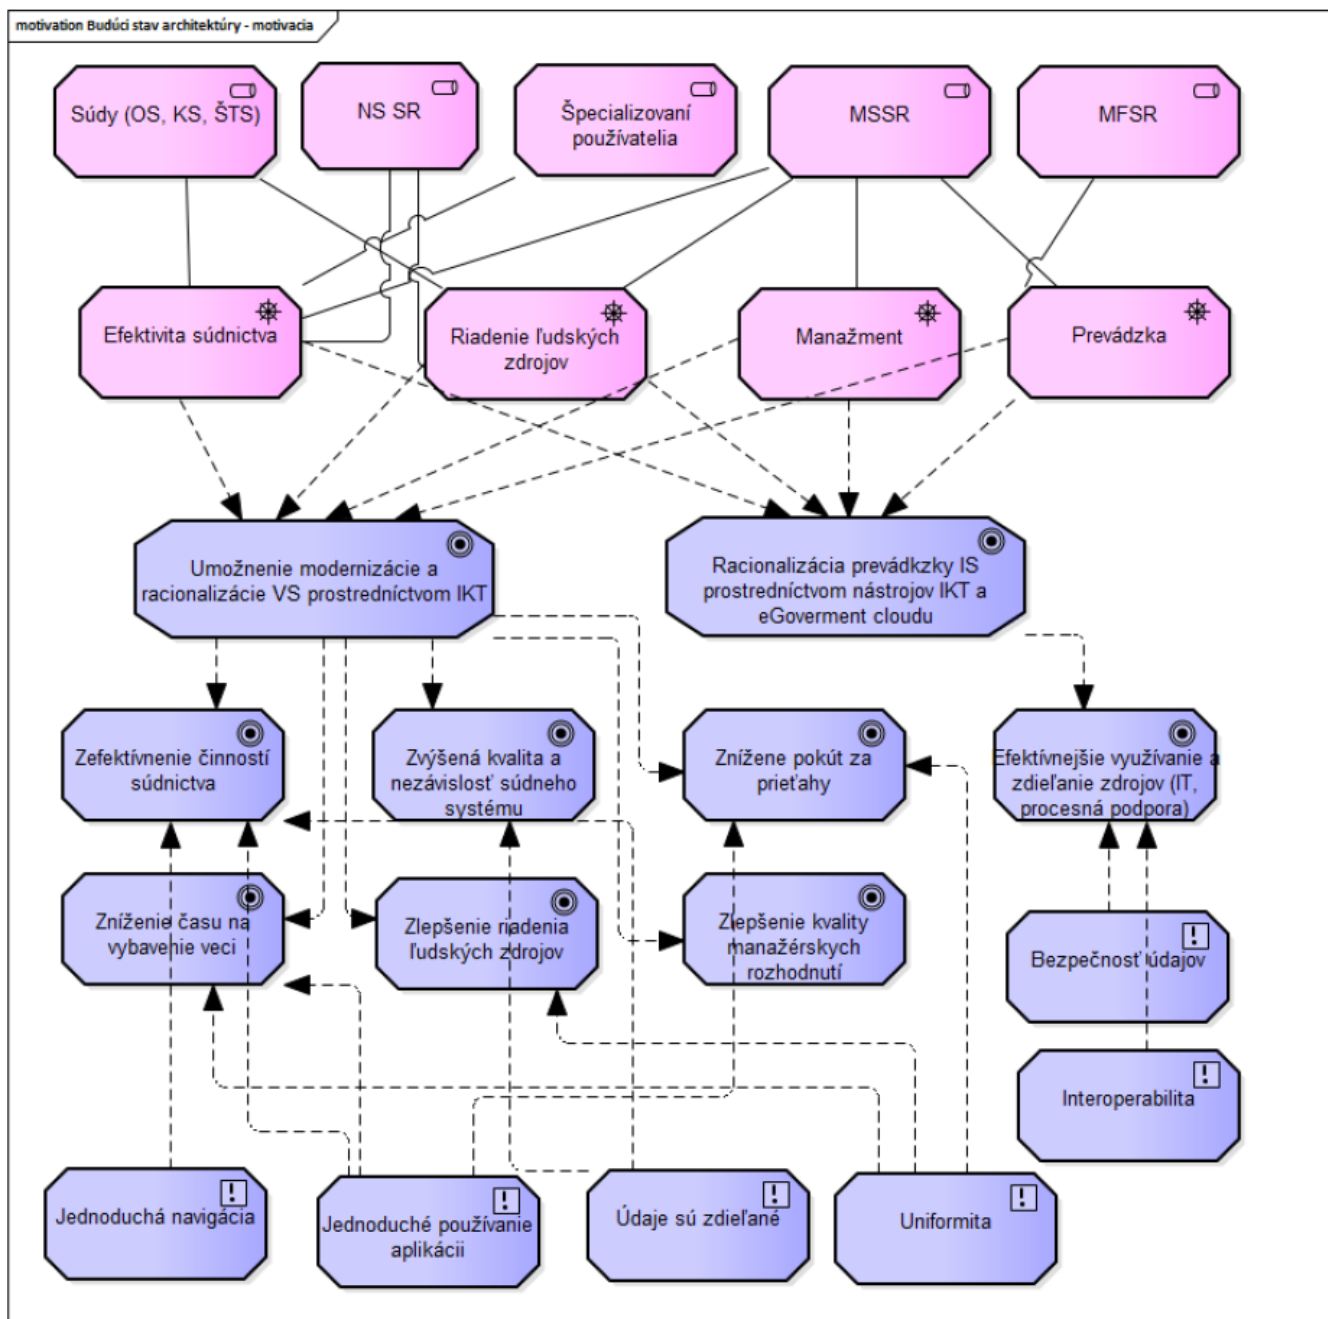 motivation Budúci stav architektúry - motivacia
Súdy (OS, KS, ŠTS)
NS SR
Špecializovaní
používatelia
MSSR
MFSR
Efektivita súdnictva
Riadenie ľudských
zdrojov
Manažment
Prevádzka
Umožnenie modernizácie a
racionalizácie VS prostredníctvom IKT
Racionalizácia prevádkzky IS
prostredníctvom nástrojov IKT a
eGoverment cloudu
Zefektívnenie činností
súdnictva
Zvýšená kvalita a
nezávislosť súdneho
systému
Znížene pokút za
prieťahy
Efektívnejšie využívanie a
zdieľanie zdrojov (IT,
procesná podpora)
Zníženie času na
vybavenie veci
Zlepšenie riadenia
ľudských zdrojov
Zlepšenie kvality
manažérskych
rozhodnutí
Bezpečnosť údajov
Interoperabilita
Jednoduchá navigácia
Jednoduché používanie
aplikácii
Údaje sú zdieľané
Uniformita